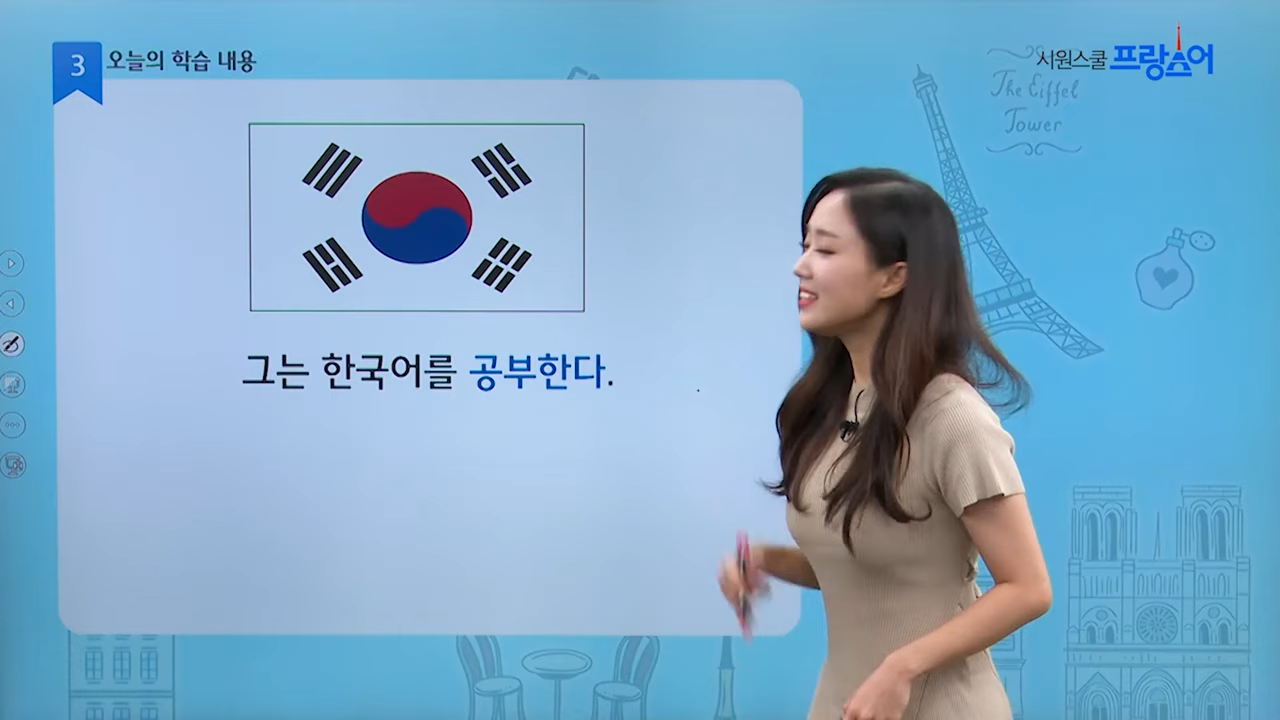 3 오늘의 학습 내용
시원스쿨 프랑스어
The Eiffel
Tower
그는 한국어를 공부한다.